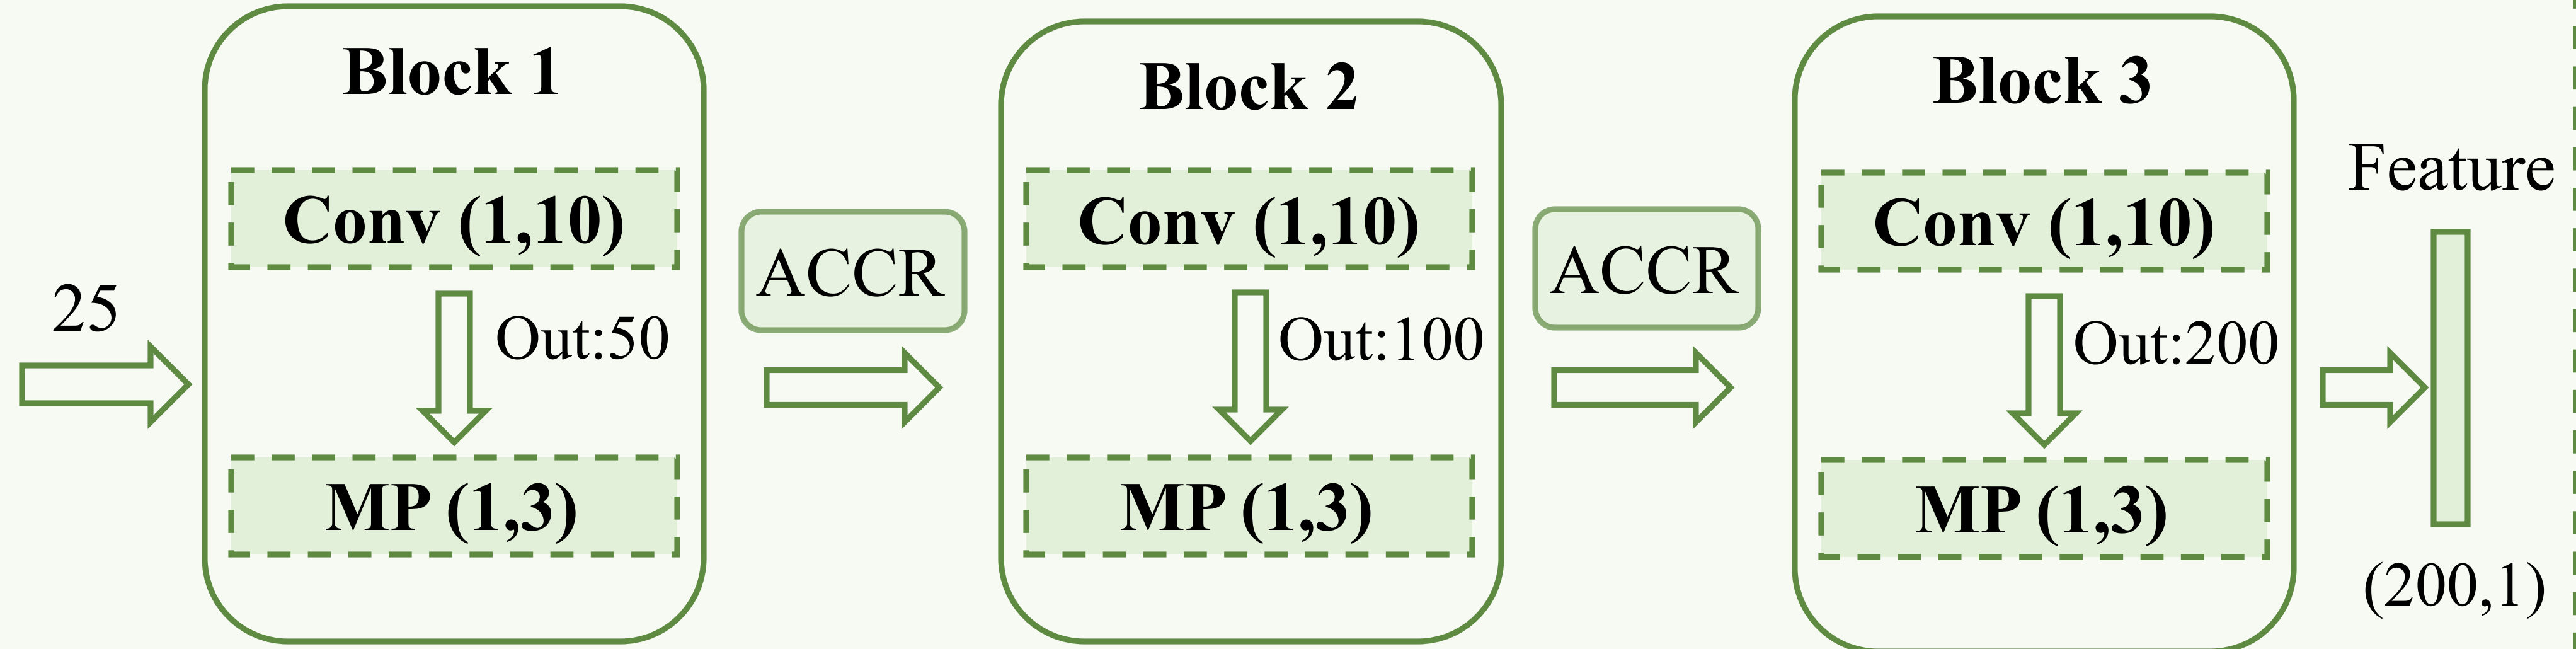 25
Block 1
Conv (1,10)
Out:50
MP (1,3)
ACCR
Block 2
Conv (1,10)
Out:100
MP (1,3)
ACCR
Block 3
Conv (1,10)
Out:200
MP (1,3)
Feature
(200,1)